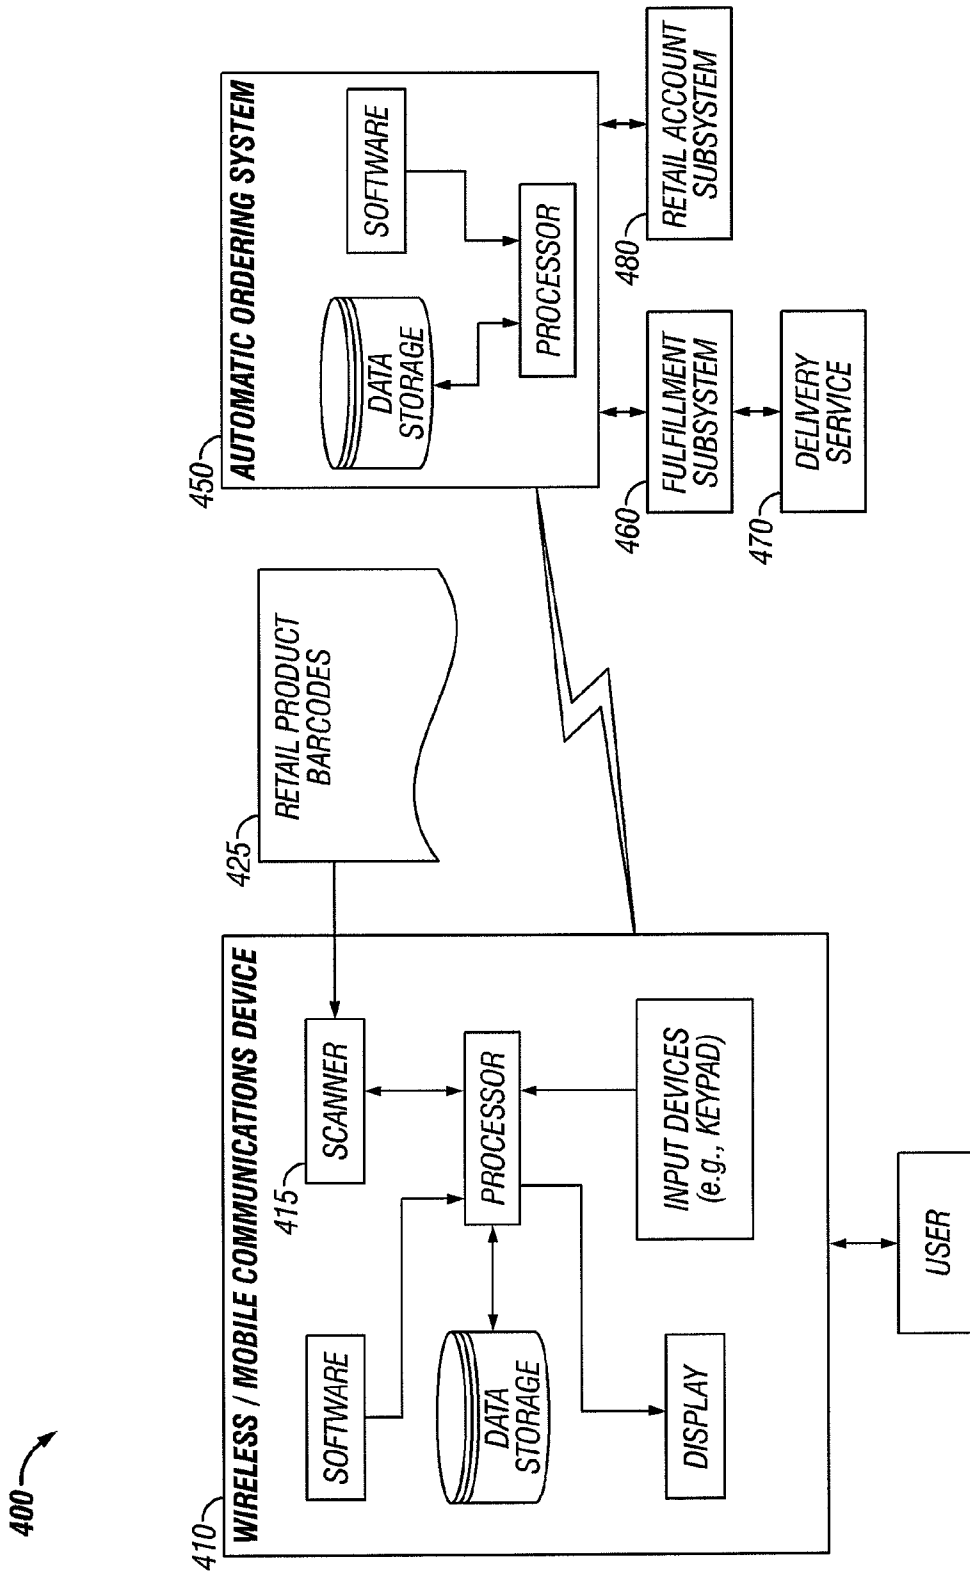 400
410
WIRELESS / MOBILE COMMUNICATIONS DEVICE
SOFTWARE
415
SCANNER
DATA
STORAGE
PROCESSOR
DISPLAY
INPUT DEVICES
(e.g., KEYPAD)
USER
425
RETAIL PRODUCT
BARCODES
450
AUTOMATIC ORDERING SYSTEM
DATA
STORAGE
SOFTWARE
PROCESSOR
460
FULFILLMENT
SUBSYSTEM
480
RETAIL ACCOUNT
SUBSYSTEM
470
DELIVERY
SERVICE